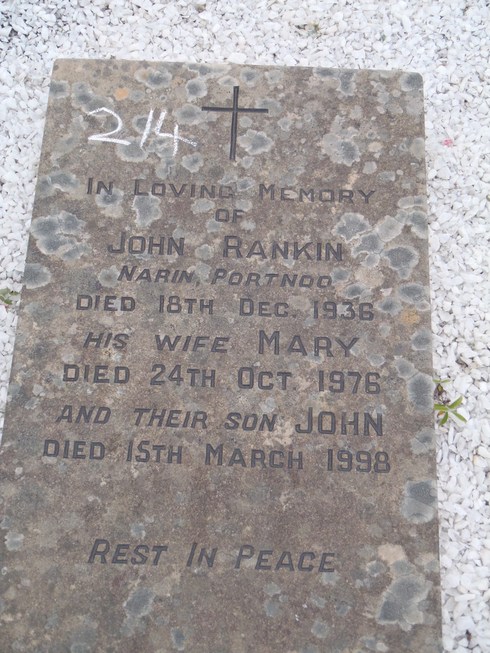 214
IN LOVING MEMORY
OF
JOHN RANKIN
NARIN, PORTNOO.
DIED 18TH DEC. 1936
HIS WIFE MARY
DIED 24TH OCT. 1976
AND THEIR SON JOHN
DIED 15TH MARCH 1998
REST IN PEACE